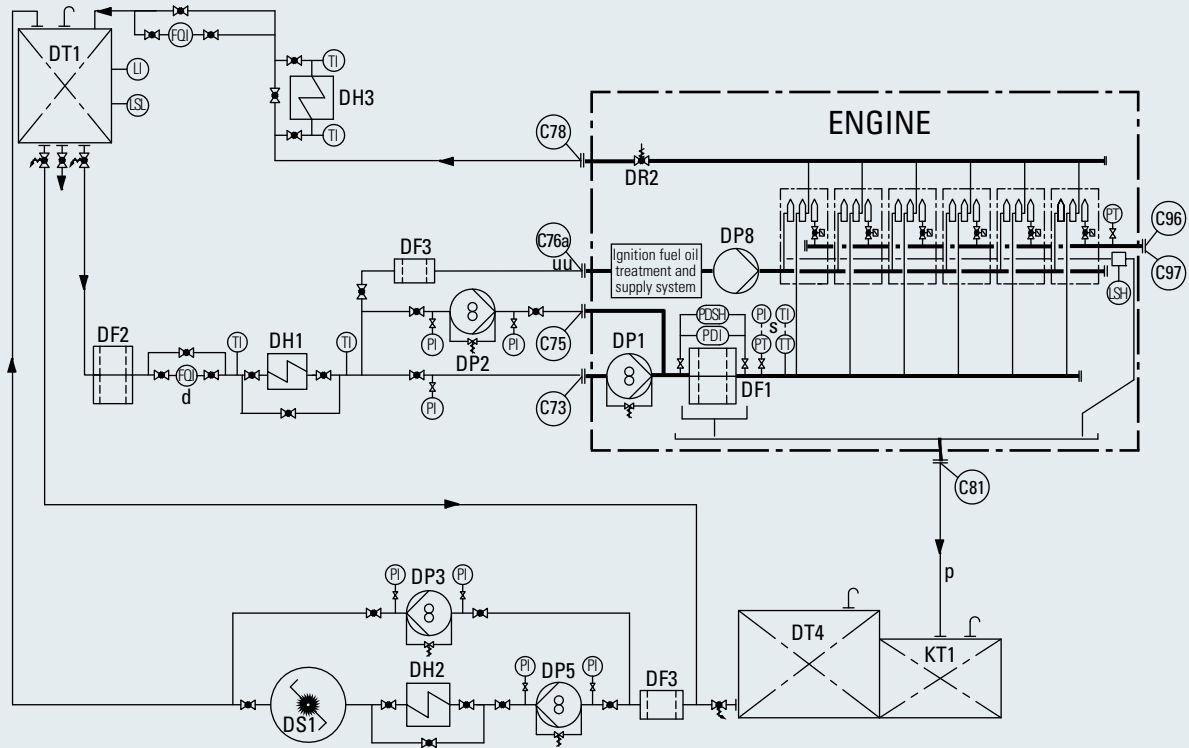 FQI
DT1
LI
LSL
TI
DH3
TI
ENGINE
C78
DR2
C76a
uu
DF3
Ignition fuel oil
treatment and
supply system
DP8
PT
C96
C97
LSH
DF2
FQI
d
TI
DH1
TI
PI
DP2
PI
C75
PI
C73
DP1
PDSH
PDI
PI
TI
s
PT
TT
DF1
C81
p
PI
DP3
PI
DT4
KT1
DS1
DH2
PI
DP5
PI
DF3